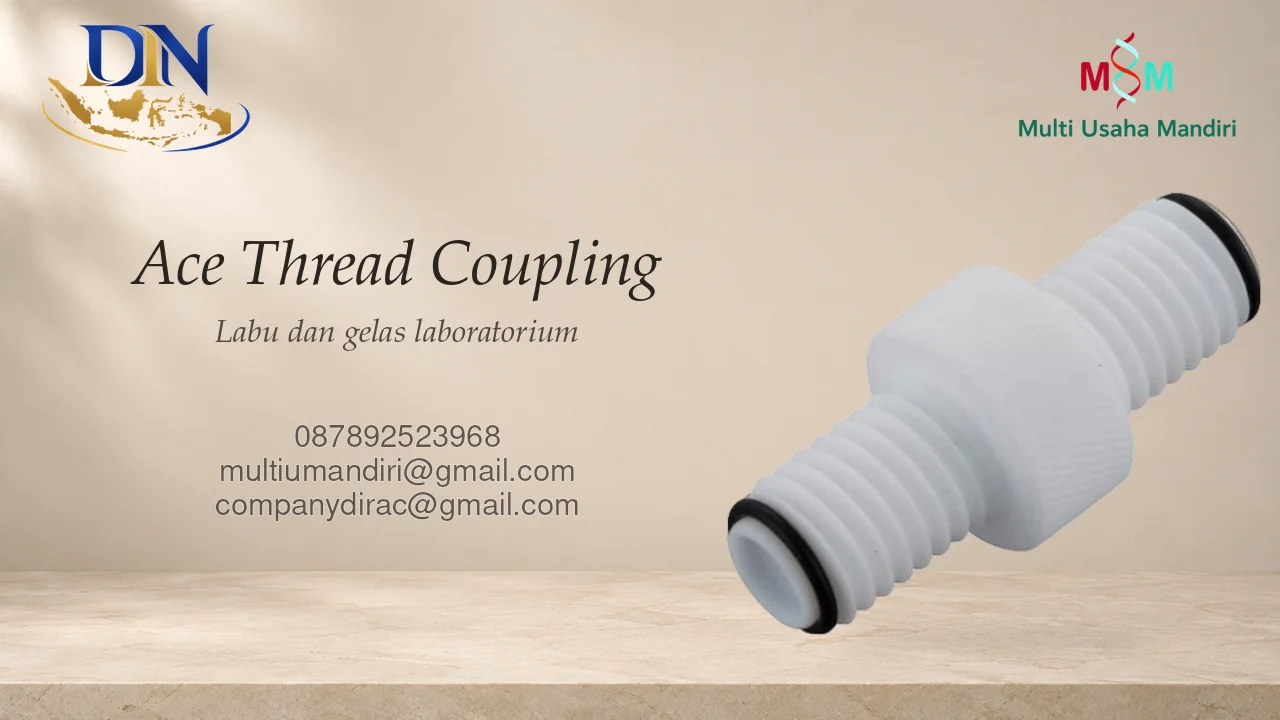 DN
M M
Multi Usaha Mandiri
Ace Thread Coupling
Labu dan gelas laboratorium
087892523968
multiumandiri@gmail.com
companydirac@gmail.com